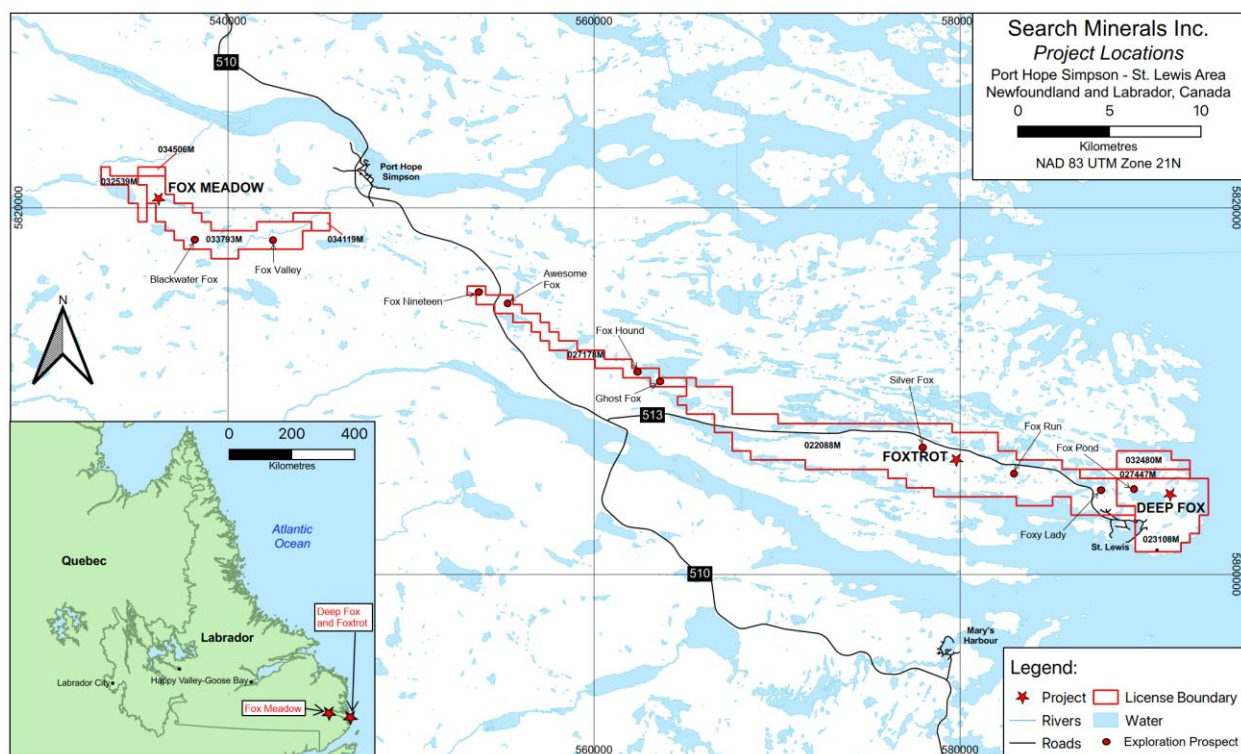 540000
560000
580000
Search Minerals Inc.
Project Locations
Port Hope Simpson - St. Lewis Area
Newfoundland and Labrador, Canada
0 5 10
Kilometres
NAD 83 UTM Zone 21N
510
034506M
032539M
FOX MEADOW
Port Hope
Simpson
5820000
5820000
033793M
034119M
Blackwater Fox
Fox Valley
Fox Nineteen
Awesome
Fox
N
Fox Hound
027178M
Ghost Fox
513
Silver Fox
022088M
FOXTROT
Fox Run
Fox Pond
032480M
027447M
DEEP FOX
Foxy Lady
St. Lewis
023108M
510
5800000
Mary's
Harbour
0 200 400
Kilometres
Atlantic
Ocean
Quebec
Deep Fox
and Foxtrot
Labrador
Happy Valley-Goose Bay
Labrador City
Fox Meadow
Legend:
Project
License Boundary
Rivers
Water
Roads
Exploration Prospect
560000
580000